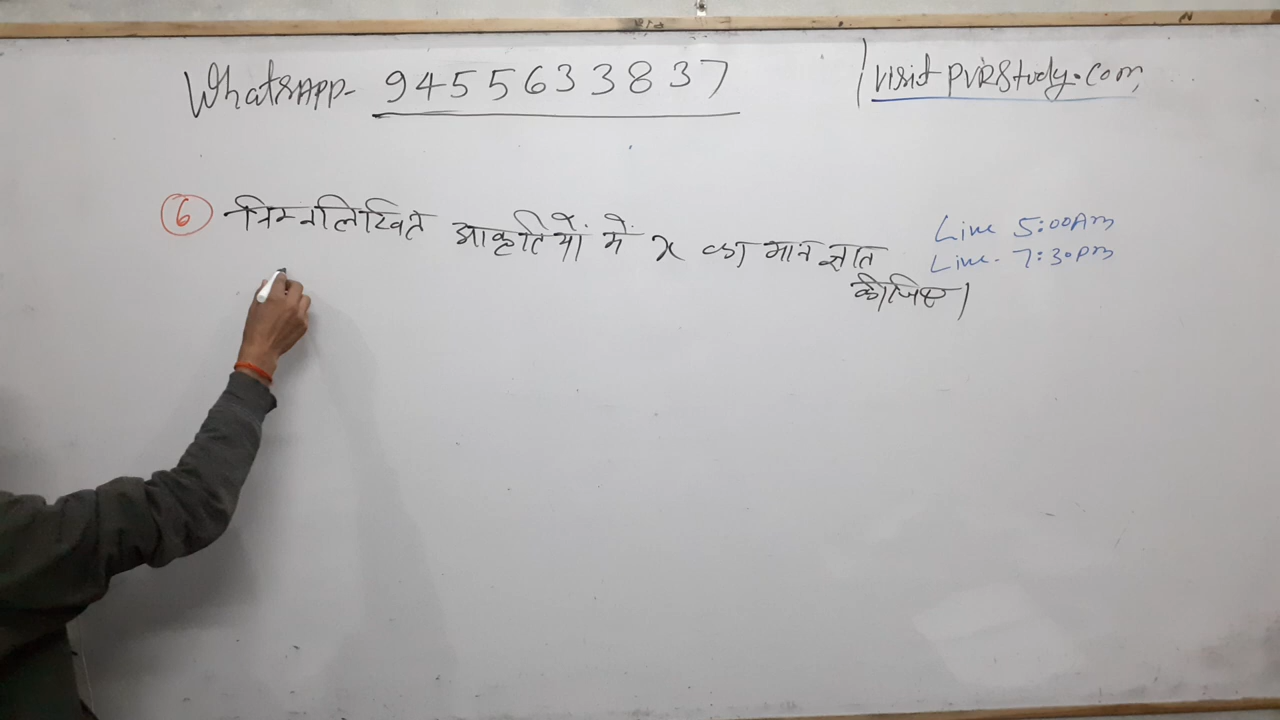 WhatsApp- 9455633837
visit pvrstudy.com
6 निम्नलिखित आकृतियों में x का मान ज्ञात
कीजिए।
Live 5:00Am
Live- 7:30pm